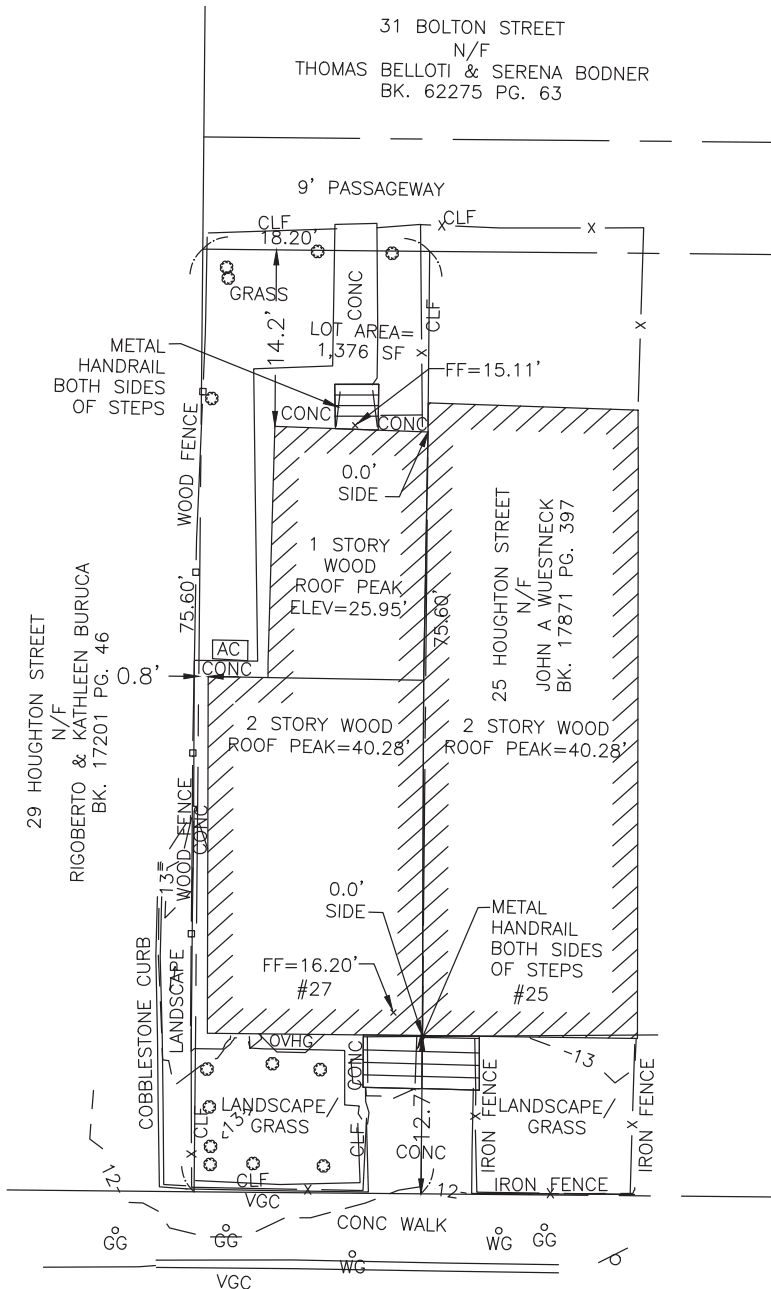 31 BOLTON STREET
N/F
THOMAS BELLOTI & SERENA BODNER
BK. 62275 PG. 63
9' PASSAGEWAY
CLF
18.20'
X CLF
X
GRASS
CONC
14.2'
LOT AREA=
1,376 SF
CLF
X
X
METAL
HANDRAIL
BOTH SIDES
OF STEPS
FF=15.11'
CONC
CONC
WOOD FENCE
0.0'
SIDE
1 STORY
WOOD
ROOF PEAK
ELEV=25.95'
75.60'
75.60'
25 HOUGHTON STREET
N/F
JOHN A WUESTNECK
BK. 17871 PG. 397
29 HOUGHTON STREET
N/F
RIGOBERTO & KATHLEEN BURUCA
BK. 17201 PG. 46
AC
CONC
0.8'
2 STORY WOOD
ROOF PEAK=40.28'
2 STORY WOOD
ROOF PEAK=40.28'
WOOD FENCE
CONC
-13-
0.0'
SIDE
METAL
HANDRAIL
BOTH SIDES
OF STEPS
#25
FF=16.20'
#27
COBBLESTONE CURB
LANDSCAPE
OVHG
CONC
-13
LANDSCAPE/
GRASS
-13-
CLF
X
CLF
12.7
CONC
IRON FENCE
X
LANDSCAPE/
GRASS
X
IRON FENCE
CLF
X
VGC
12-
-12-
IRON FENCE
X
CONC WALK
GG
GG
WG
WG
GG
VGC